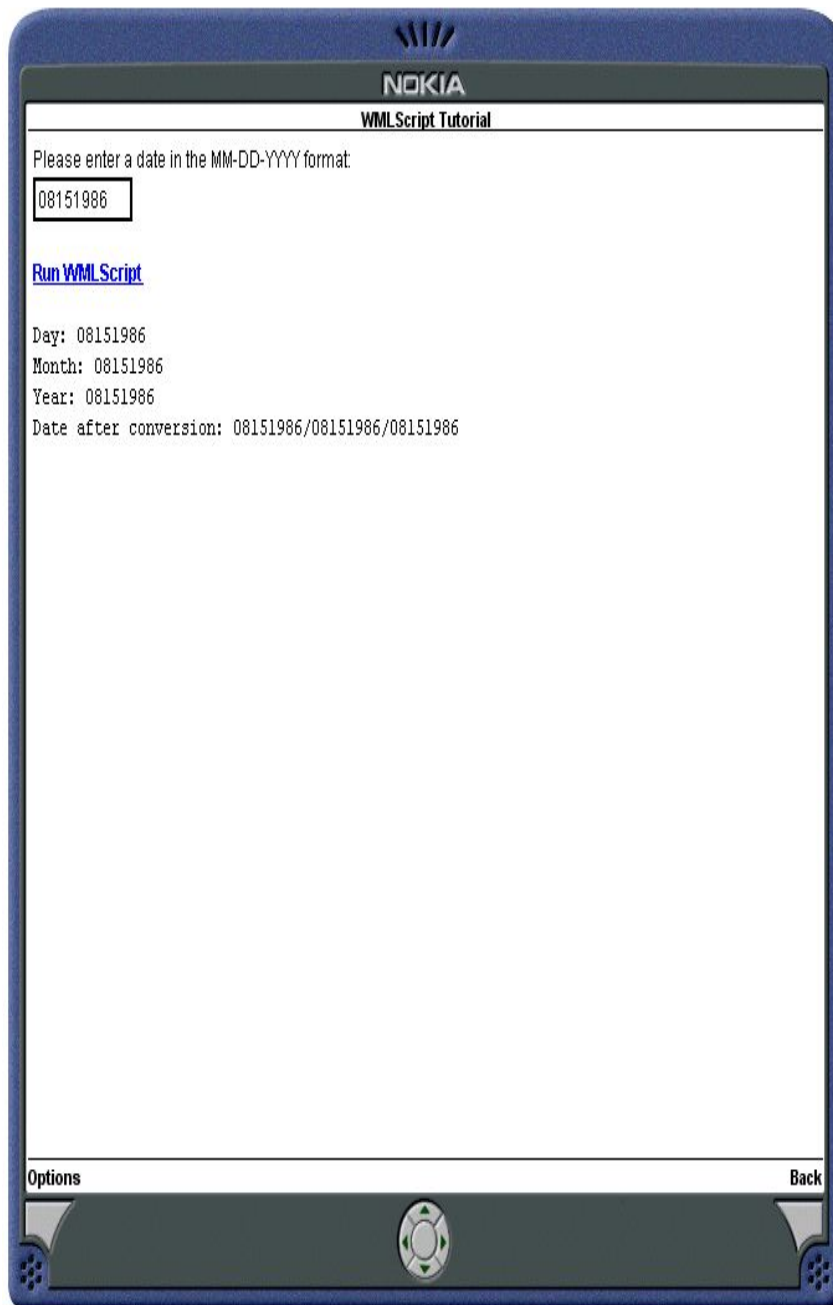 NOKIA
WMLScript Tutorial
Please enter a date in the MM-DD-YYYY format:
08151986
Run WMLScript
Day: 08151986
Month: 08151986
Year: 08151986
Date after conversion: 08151986/08151986/08151986
Options Back